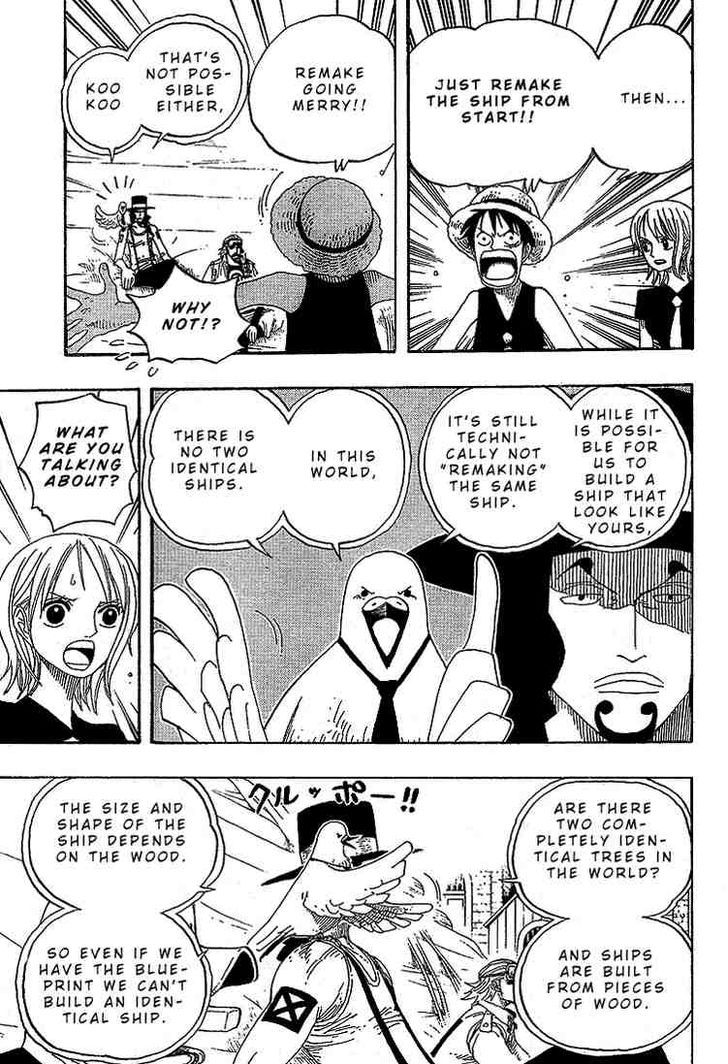 THEN...
JUST REMAKE
THE SHIP FROM
START!!
REMAKE
GOING
MERRY!!
THAT'S
NOT POS-
SIBLE
EITHER,
KOO
KOO
WHY
NOT!?
WHILE IT
IS POSSI-
BLE FOR
US TO
BUILD A
SHIP THAT
LOOK LIKE
YOURS,
IT'S STILL
TECHNI-
CALLY NOT
"REMAKING"
THE SAME
SHIP.
IN THIS
WORLD,
THERE IS
NO TWO
IDENTICAL
SHIPS.
WHAT
ARE YOU
TALKING
ABOUT?
クルッポー!!
ARE THERE
TWO COM-
PLETELY IDEN-
TICAL TREES IN
THE WORLD?
AND SHIPS
ARE BUILT
FROM PIECES
OF WOOD.
THE SIZE AND
SHAPE OF THE
SHIP DEPENDS
ON THE WOOD.
SO EVEN IF WE
HAVE THE BLUE-
PRINT WE CAN'T
BUILD AN IDEN-
TICAL SHIP.